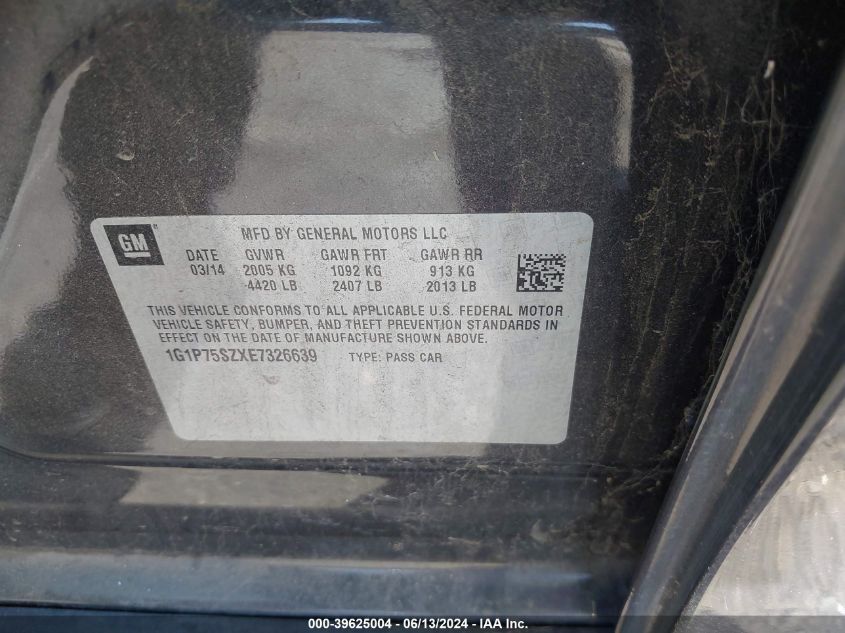 GM
MFD BY GENERAL MOTORS LLC
DATE GVWR GAWR FRT GAWR RR
03/14 2005 KG 1092 KG 913 KG
4420 LB 2407 LB 2013 LB
THIS VEHICLE CONFORMS TO ALL APPLICABLE U.S. FEDERAL MOTOR
VEHICLE SAFETY, BUMPER, AND THEFT PREVENTION STANDARDS IN
EFFECT ON THE DATE OF MANUFACTURE SHOWN ABOVE.
1G1P75SZXE7326639 TYPE: PASS CAR
000-39625004 - 06/13/2024 - IAA Inc.